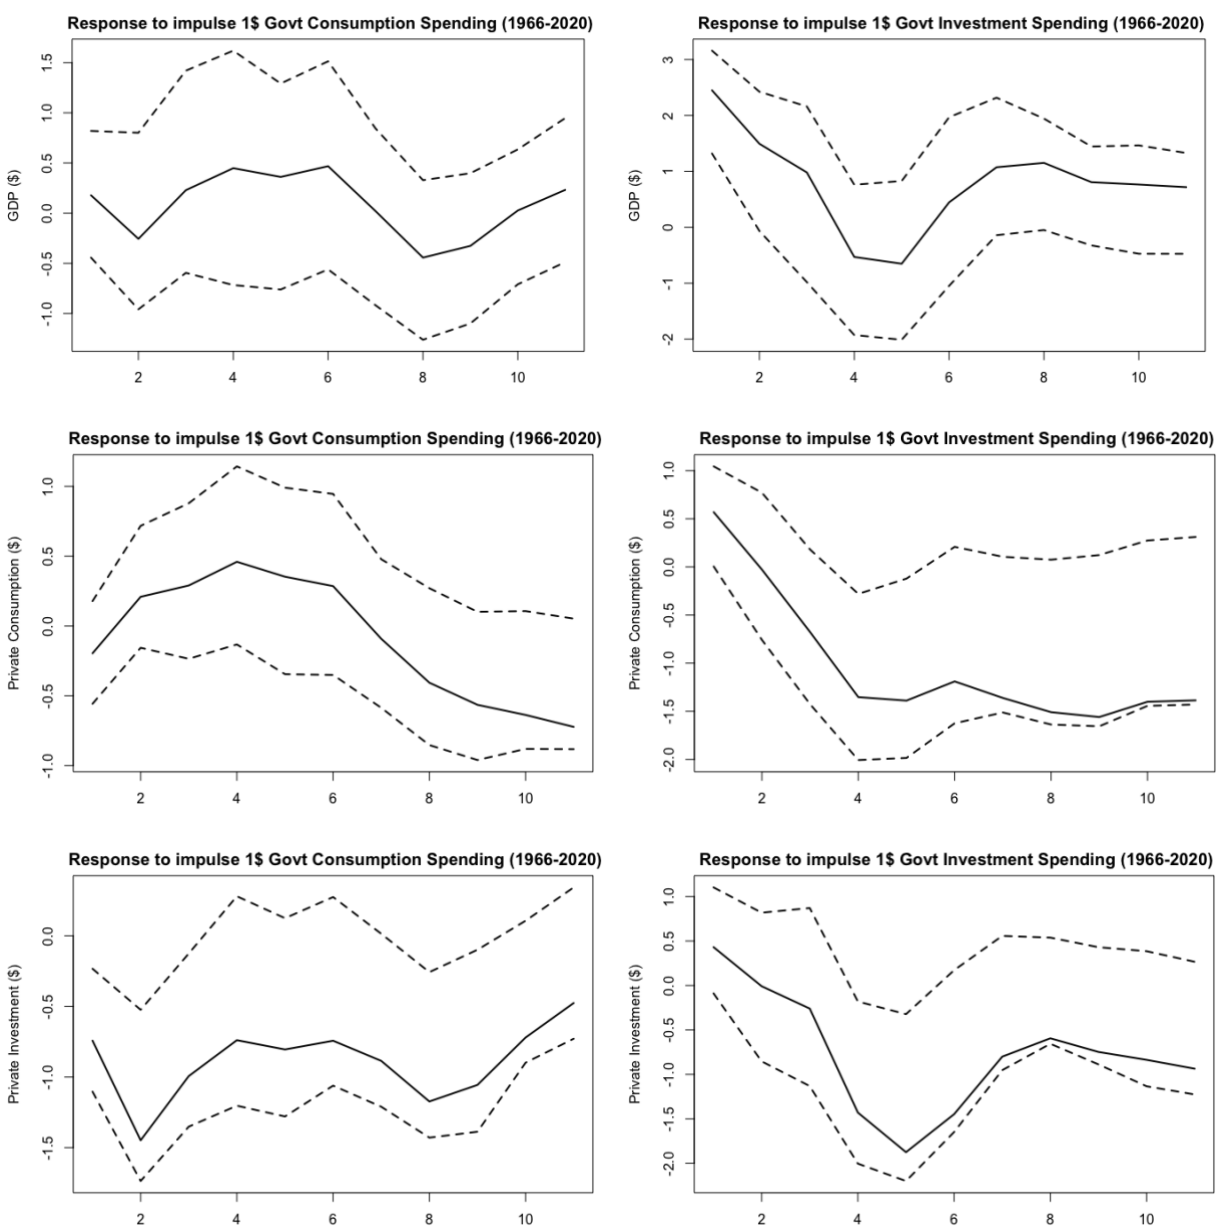 Response to impulse 1$ Govt Consumption Spending (1966-2020)
GDP ($)
1.5
1.0
0.5
0.0
-0.5
-1.0
2 4 6 8 10
Response to impulse 1$ Govt Investment Spending (1966-2020)
GDP ($)
3
2
1
0
-1
-2
2 4 6 8 10
Response to impulse 1$ Govt Consumption Spending (1966-2020)
Private Consumption ($)
1.0
0.5
0.0
-0.5
-1.0
2 4 6 8 10
Response to impulse 1$ Govt Investment Spending (1966-2020)
Private Consumption ($)
1.0
0.5
0.0
-0.5
-1.0
-1.5
-2.0
2 4 6 8 10
Response to impulse 1$ Govt Consumption Spending (1966-2020)
Private Investment ($)
0.0
-0.5
-1.0
-1.5
2 4 6 8 10
Response to impulse 1$ Govt Investment Spending (1966-2020)
Private Investment ($)
1.0
0.5
0.0
-0.5
-1.0
-1.5
-2.0
2 4 6 8 10